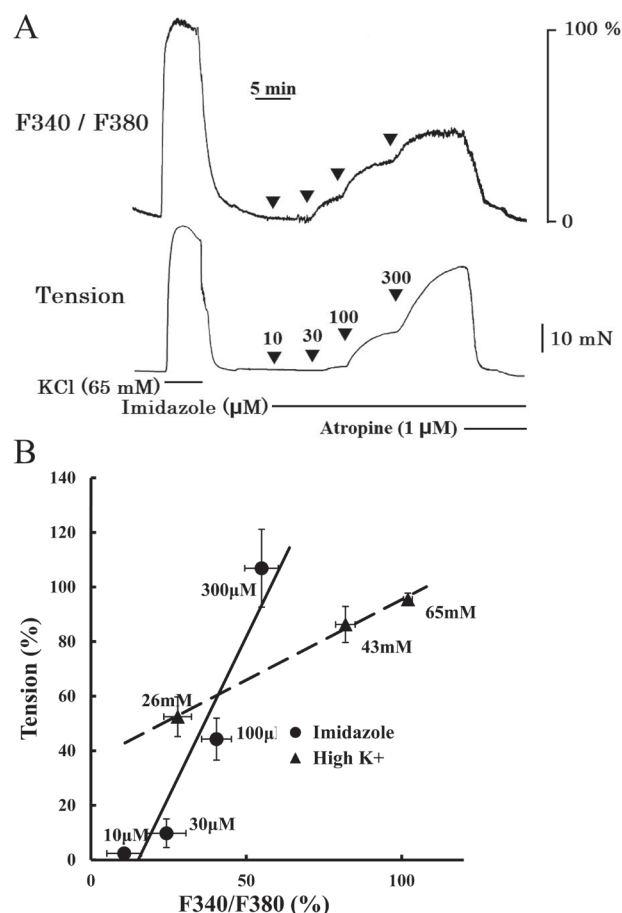 A
100 %
5 min
F340 / F380
0
300
Tension
100
10
30
10 mN
KCl (65 mM)
Imidazole (μM)
Atropine (1 μM)
B
140
120
100
80
60
40
20
0
Tension (%)
300μM
65mM
43mM
26mM
100μl
Imidazole
High K+
30μM
10μM
0
50
100
F340/F380 (%)